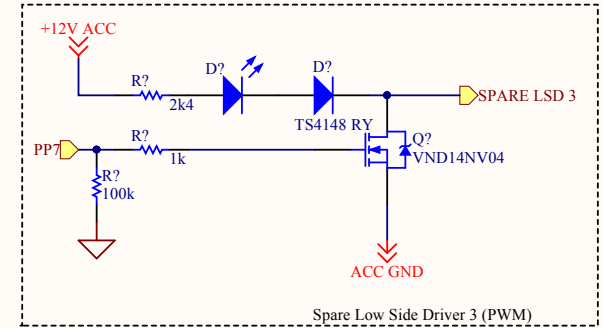 +12V ACC
R?
2k4
D?
D?
TS4148 RY
SPARE LSD 3
PP7
R?
1k
Q?
VND14NV04
R?
100k
ACC GND
Spare Low Side Driver 3 (PWM)